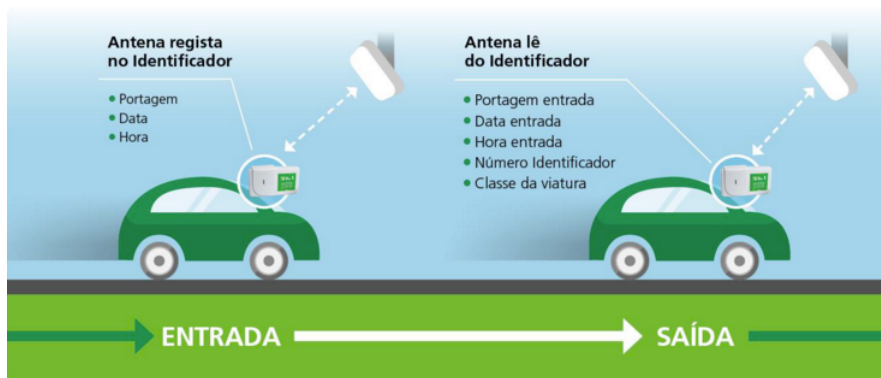 Antena regista
no Identificador
• Portagem
• Data
• Hora
Antena lê
do Identificador
• Portagem entrada
• Data entrada
• Hora entrada
• Número Identificador
• Classe da viatura
ENTRADA
SAÍDA